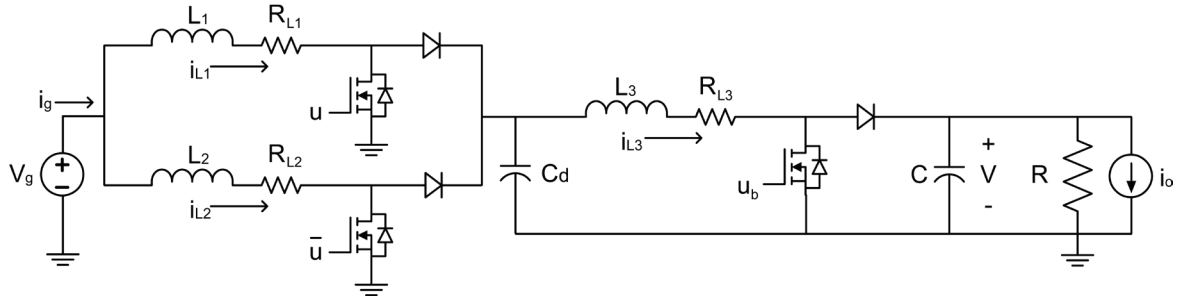 L1
RL1
iL1
u
ig
Vg
+
−
L2
RL2
iL2
ū
Cd
L3
RL3
iL3
ub
C
+
V
-
R
io